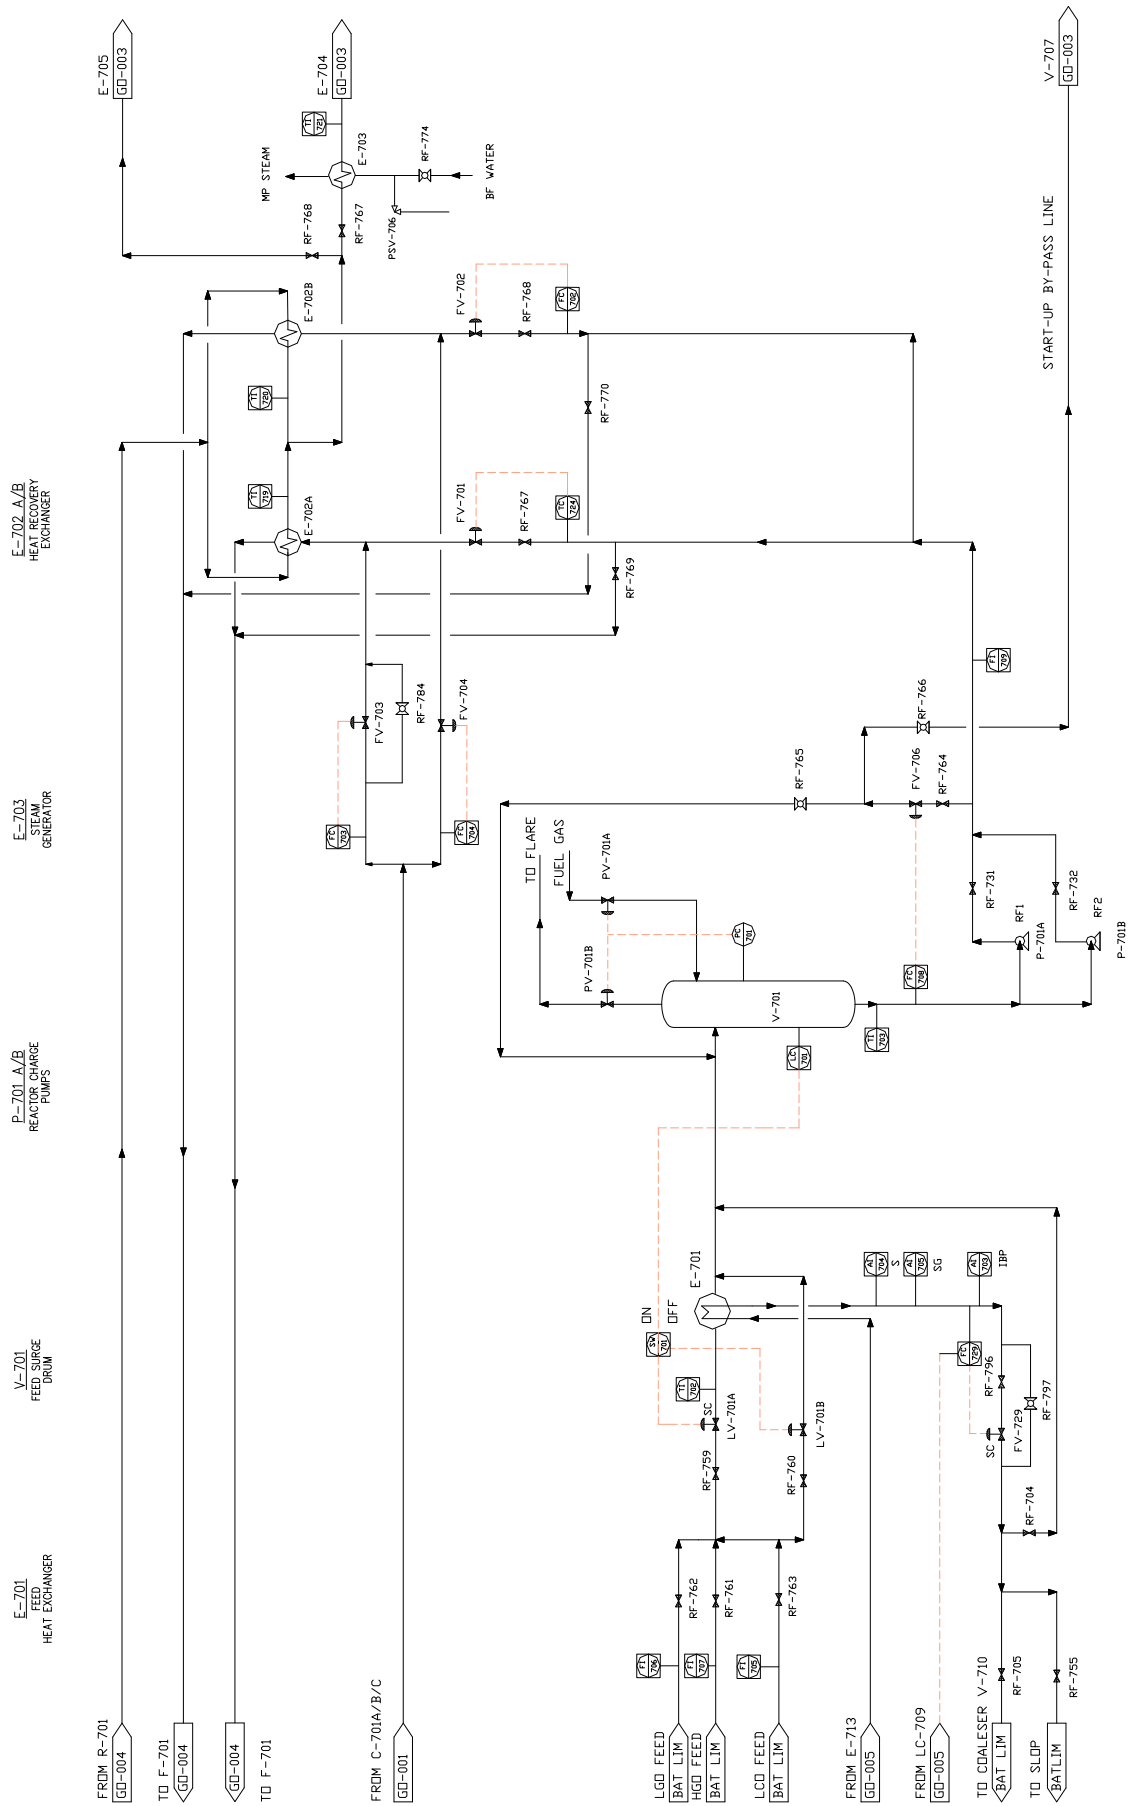 E-701
FEED
HEAT EXCHANGER
V-701
FEED SURGE
DRUM
P-701 A/B
REACTOR CHARGE
PUMPS
E-703
STEAM
GENERATOR
E-702 A/B
HEAT RECOVERY
EXCHANGER
FROM R-701
GO-004
E-705
GO-003
TO F-701
GO-004
GO-004
TO F-701
TI
719
TI
720
MP STEAM
RF-768
E-702A
E-702B
TI
721
E-704
GO-003
RF-767
E-703
PSV-706
RF-774
BF WATER
FROM C-701A/B/C
GO-001
FC
703
FV-703
RF-784
FC
704
FV-704
FV-701
FV-702
RF-767
RF-768
TC
724
FC
702
RF-770
RF-769
TO FLARE
FUEL GAS
PV-701B
PV-701A
PC
701
V-701
LC
701
TI
703
FC
708
RF-765
FV-706
RF-764
RF-766
FI
709
START-UP BY-PASS LINE
V-707
GO-003
RF-731
RF1
P-701A
RF-732
RF2
P-701B
LGO FEED
BAT LIM
FI
706
RF-762
HGO FEED
BAT LIM
FI
707
RF-761
LCO FEED
BAT LIM
FI
705
RF-763
RF-759
SC
LV-701A
TI
702
SW
701
ON
OFF
E-701
RF-760
LV-701B
FROM E-713
GO-005
AI
704
S
AI
705
SG
AI
703
IBP
FROM LC-709
GO-005
FC
729
SC
FV-729
RF-796
RF-797
RF-704
TO COALESER V-710
BAT LIM
RF-705
TO SLOP
BATLIM
RF-755